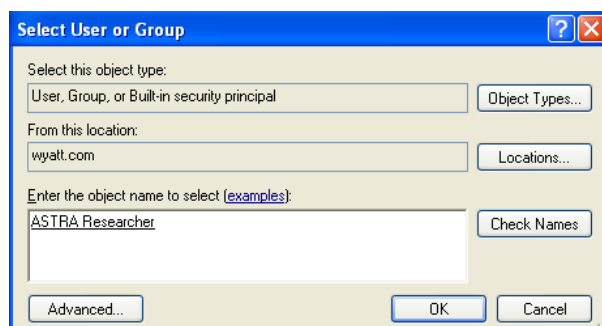 Select User or Group
Select this object type:
User, Group, or Built-in security principal
Object Types...
From this location:
wyatt.com
Locations...
Enter the object name to select (examples):
ASTRA Researcher
Check Names
Advanced...
OK
Cancel